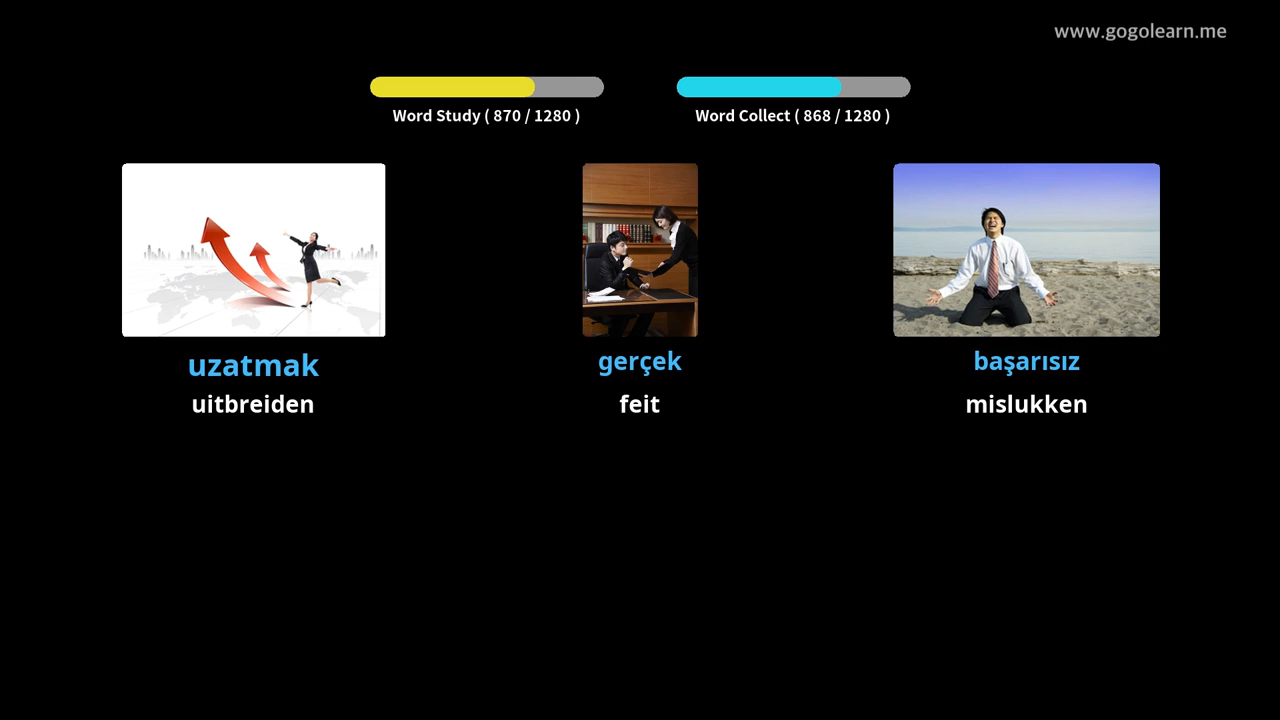 www.gogolearn.me
Word Study ( 870 / 1280 )
Word Collect ( 868 / 1280 )
uzatmak
uitbreiden
gerçek
feit
başarısız
mislukken